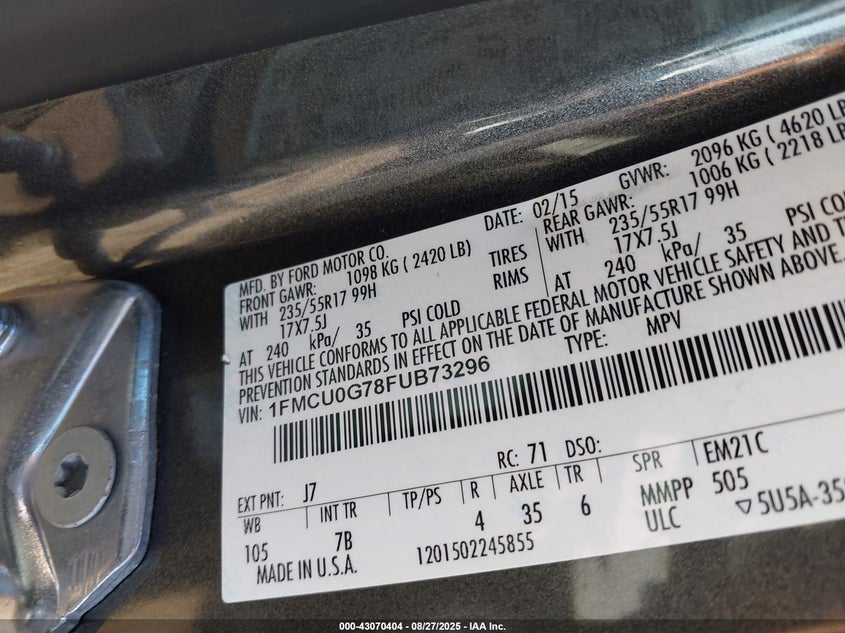 MFD. BY FORD MOTOR CO.
DATE: 02/15 GVWR: 2096 KG ( 4620 LB
FRONT GAWR: 1098 KG ( 2420 LB)
REAR GAWR: 1006 KG ( 2218 LB
WITH 235/55R17 99H TIRES WITH 235/55R17 99H
17X7.5J RIMS 17X7.5J
AT 240 kPa/ 35 PSI COLD AT 240 kPa/ 35 PSI COL
THIS VEHICLE CONFORMS TO ALL APPLICABLE FEDERAL MOTOR VEHICLE SAFETY AND T
PREVENTION STANDARDS IN EFFECT ON THE DATE OF MANUFACTURE SHOWN ABOVE.
VIN: 1FMCU0G78FUB73296 TYPE: MPV
EXT PNT: J7 RC: 71 DSO:
WB INT TR TP/PS R AXLE TR SPR EM21C
105 7B 4 35 6 MMPP 505
MADE IN U.S.A. 1201502245855 ULC ▽5U5A-35
000-43070404 - 08/27/2025 - IAA Inc.